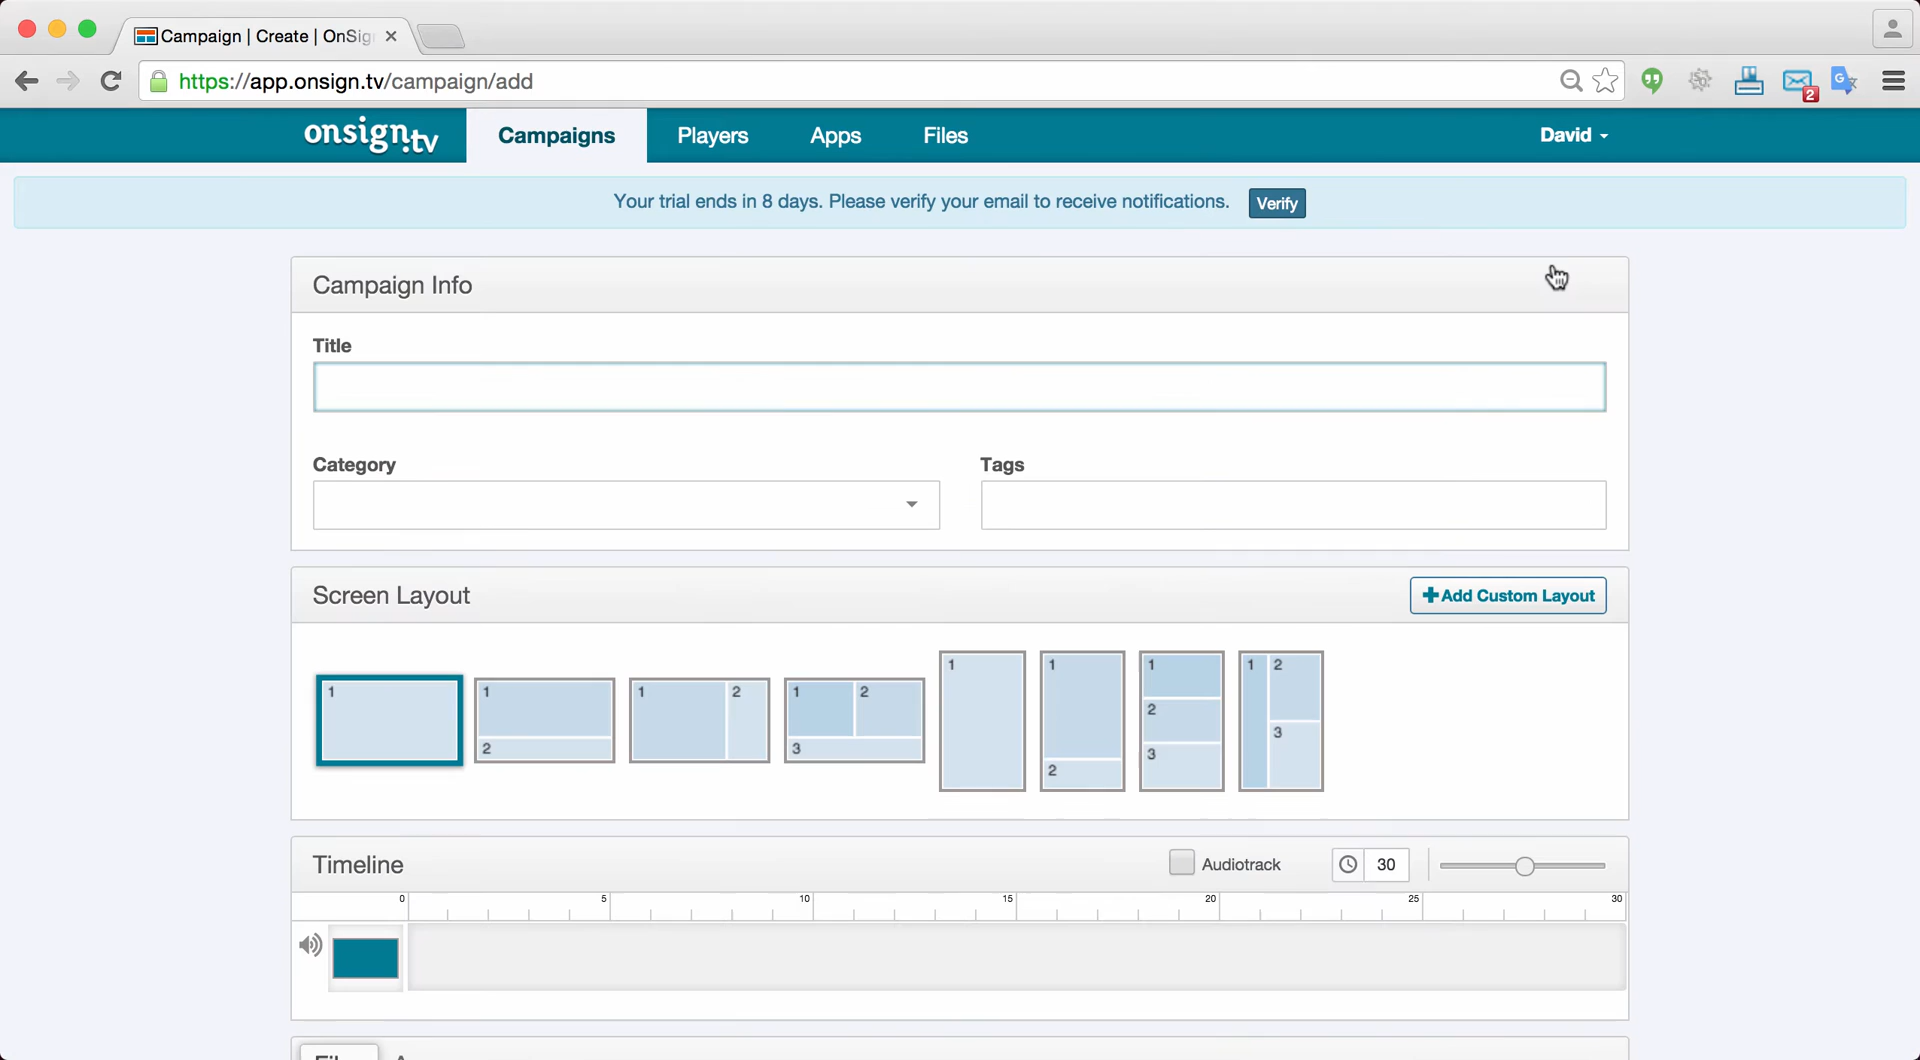 Campaign | Create | OnSig
https://app.onsign.tv/campaign/add
2
onsign.tv
Campaigns
Players
Apps
Files
David
Your trial ends in 8 days. Please verify your email to receive notifications.
Verify
Campaign Info
Title
Category
Tags
Screen Layout
+Add Custom Layout
1
1
2
1
2
1
2
3
1
1
2
1
2
3
1
2
3
Timeline
Audiotrack
30
0
5
10
15
20
25
30